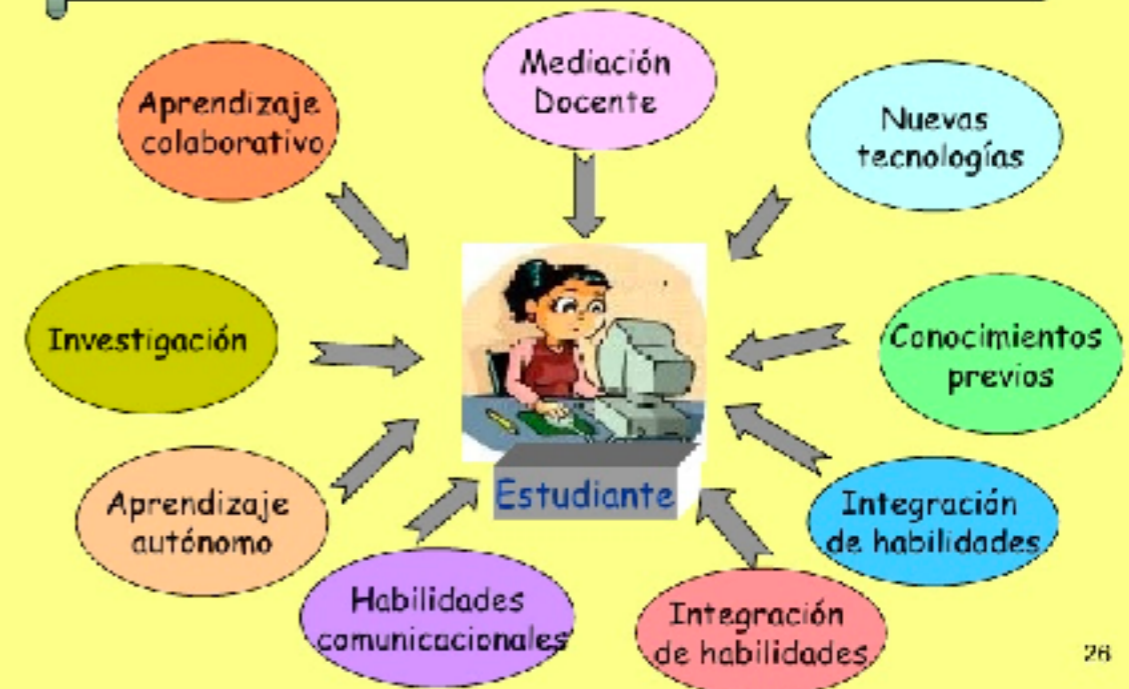 Mediación
Docente
Aprendizaje
colaborativo
Nuevas
tecnologías
Investigación
Conocimientos
previos
Estudiante
Aprendizaje
autónomo
Integración
de habilidades
Habilidades
comunicacionales
Integración
de habilidades
26